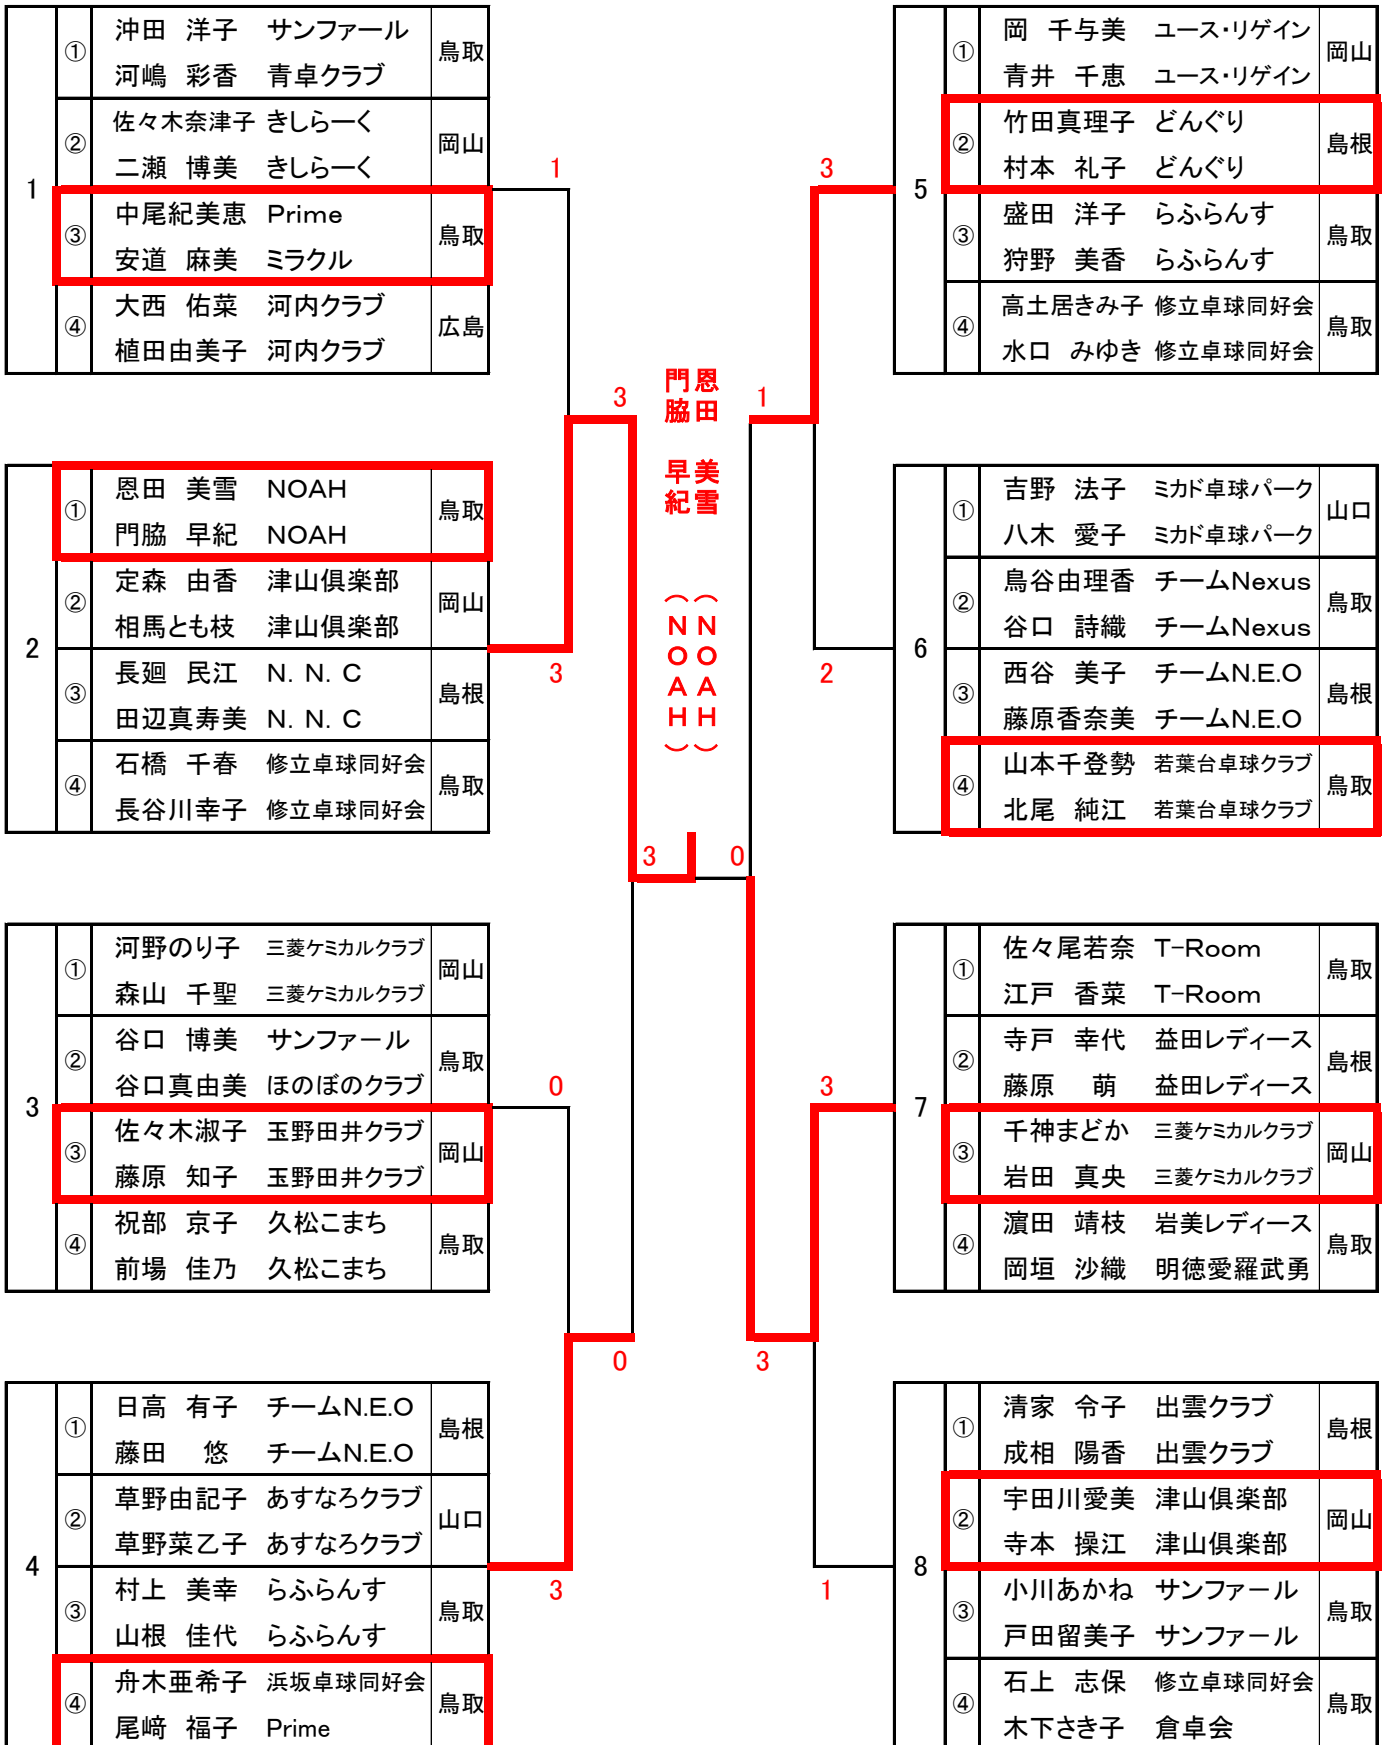 1
① 沖田 洋子 サンファール 鳥取
河嶋 彩香 青卓クラブ
② 佐々木奈津子 きしらーく 岡山
二瀬 博美 きしらーく
③ 中尾紀美恵 Prime 鳥取
安道 麻美 ミラクル
④ 大西 佑菜 河内クラブ 広島
植田由美子 河内クラブ
2
① 恩田 美雪 NOAH 鳥取
門脇 早紀 NOAH
② 定森 由香 津山倶楽部 岡山
相馬とも枝 津山倶楽部
③ 長廻 民江 N. N. C 島根
田辺真寿美 N. N. C
④ 石橋 千春 修立卓球同好会 鳥取
長谷川幸子 修立卓球同好会
3
① 河野のり子 三菱ケミカルクラブ 岡山
森山 千聖 三菱ケミカルクラブ
② 谷口 博美 サンファール 鳥取
谷口真由美 ほのぼのクラブ
③ 佐々木淑子 玉野田井クラブ 岡山
藤原 知子 玉野田井クラブ
④ 祝部 京子 久松こまち 鳥取
前場 佳乃 久松こまち
4
① 日高 有子 チームN.E.O 島根
藤田 悠 チームN.E.O
② 草野由記子 あすなろクラブ 山口
草野菜乙子 あすなろクラブ
③ 村上 美幸 らふらんす 鳥取
山根 佳代 らふらんす
④ 舟木亜希子 浜坂卓球同好会 鳥取
尾﨑 福子 Prime
1
3
3
0
3
0
3
0
恩田 美雪 (NOAH)
門脇 早紀 (NOAH)
3
1
2
3
3
1
5
① 岡 千与美 ユース・リゲイン 岡山
青井 千恵 ユース・リゲイン
② 竹田真理子 どんぐり 島根
村本 礼子 どんぐり
③ 盛田 洋子 らふらんす 鳥取
狩野 美香 らふらんす
④ 高土居きみ子 修立卓球同好会 鳥取
水口 みゆき 修立卓球同好会
6
① 吉野 法子 ミカド卓球パーク 山口
八木 愛子 ミカド卓球パーク
② 鳥谷由理香 チームNexus 鳥取
谷口 詩織 チームNexus
③ 西谷 美子 チームN.E.O 島根
藤原香奈美 チームN.E.O
④ 山本千登勢 若葉台卓球クラブ 鳥取
北尾 純江 若葉台卓球クラブ
7
① 佐々尾若奈 T-Room 鳥取
江戸 香菜 T-Room
② 寺戸 幸代 益田レディース 島根
藤原 萌 益田レディース
③ 千神まどか 三菱ケミカルクラブ 岡山
岩田 真央 三菱ケミカルクラブ
④ 濵田 靖枝 岩美レディース 鳥取
岡垣 沙織 明徳愛羅武勇
8
① 清家 令子 出雲クラブ 島根
成相 陽香 出雲クラブ
② 宇田川愛美 津山倶楽部 岡山
寺本 操江 津山倶楽部
③ 小川あかね サンファール 鳥取
戸田留美子 サンファール
④ 石上 志保 修立卓球同好会 鳥取
木下さき子 倉卓会